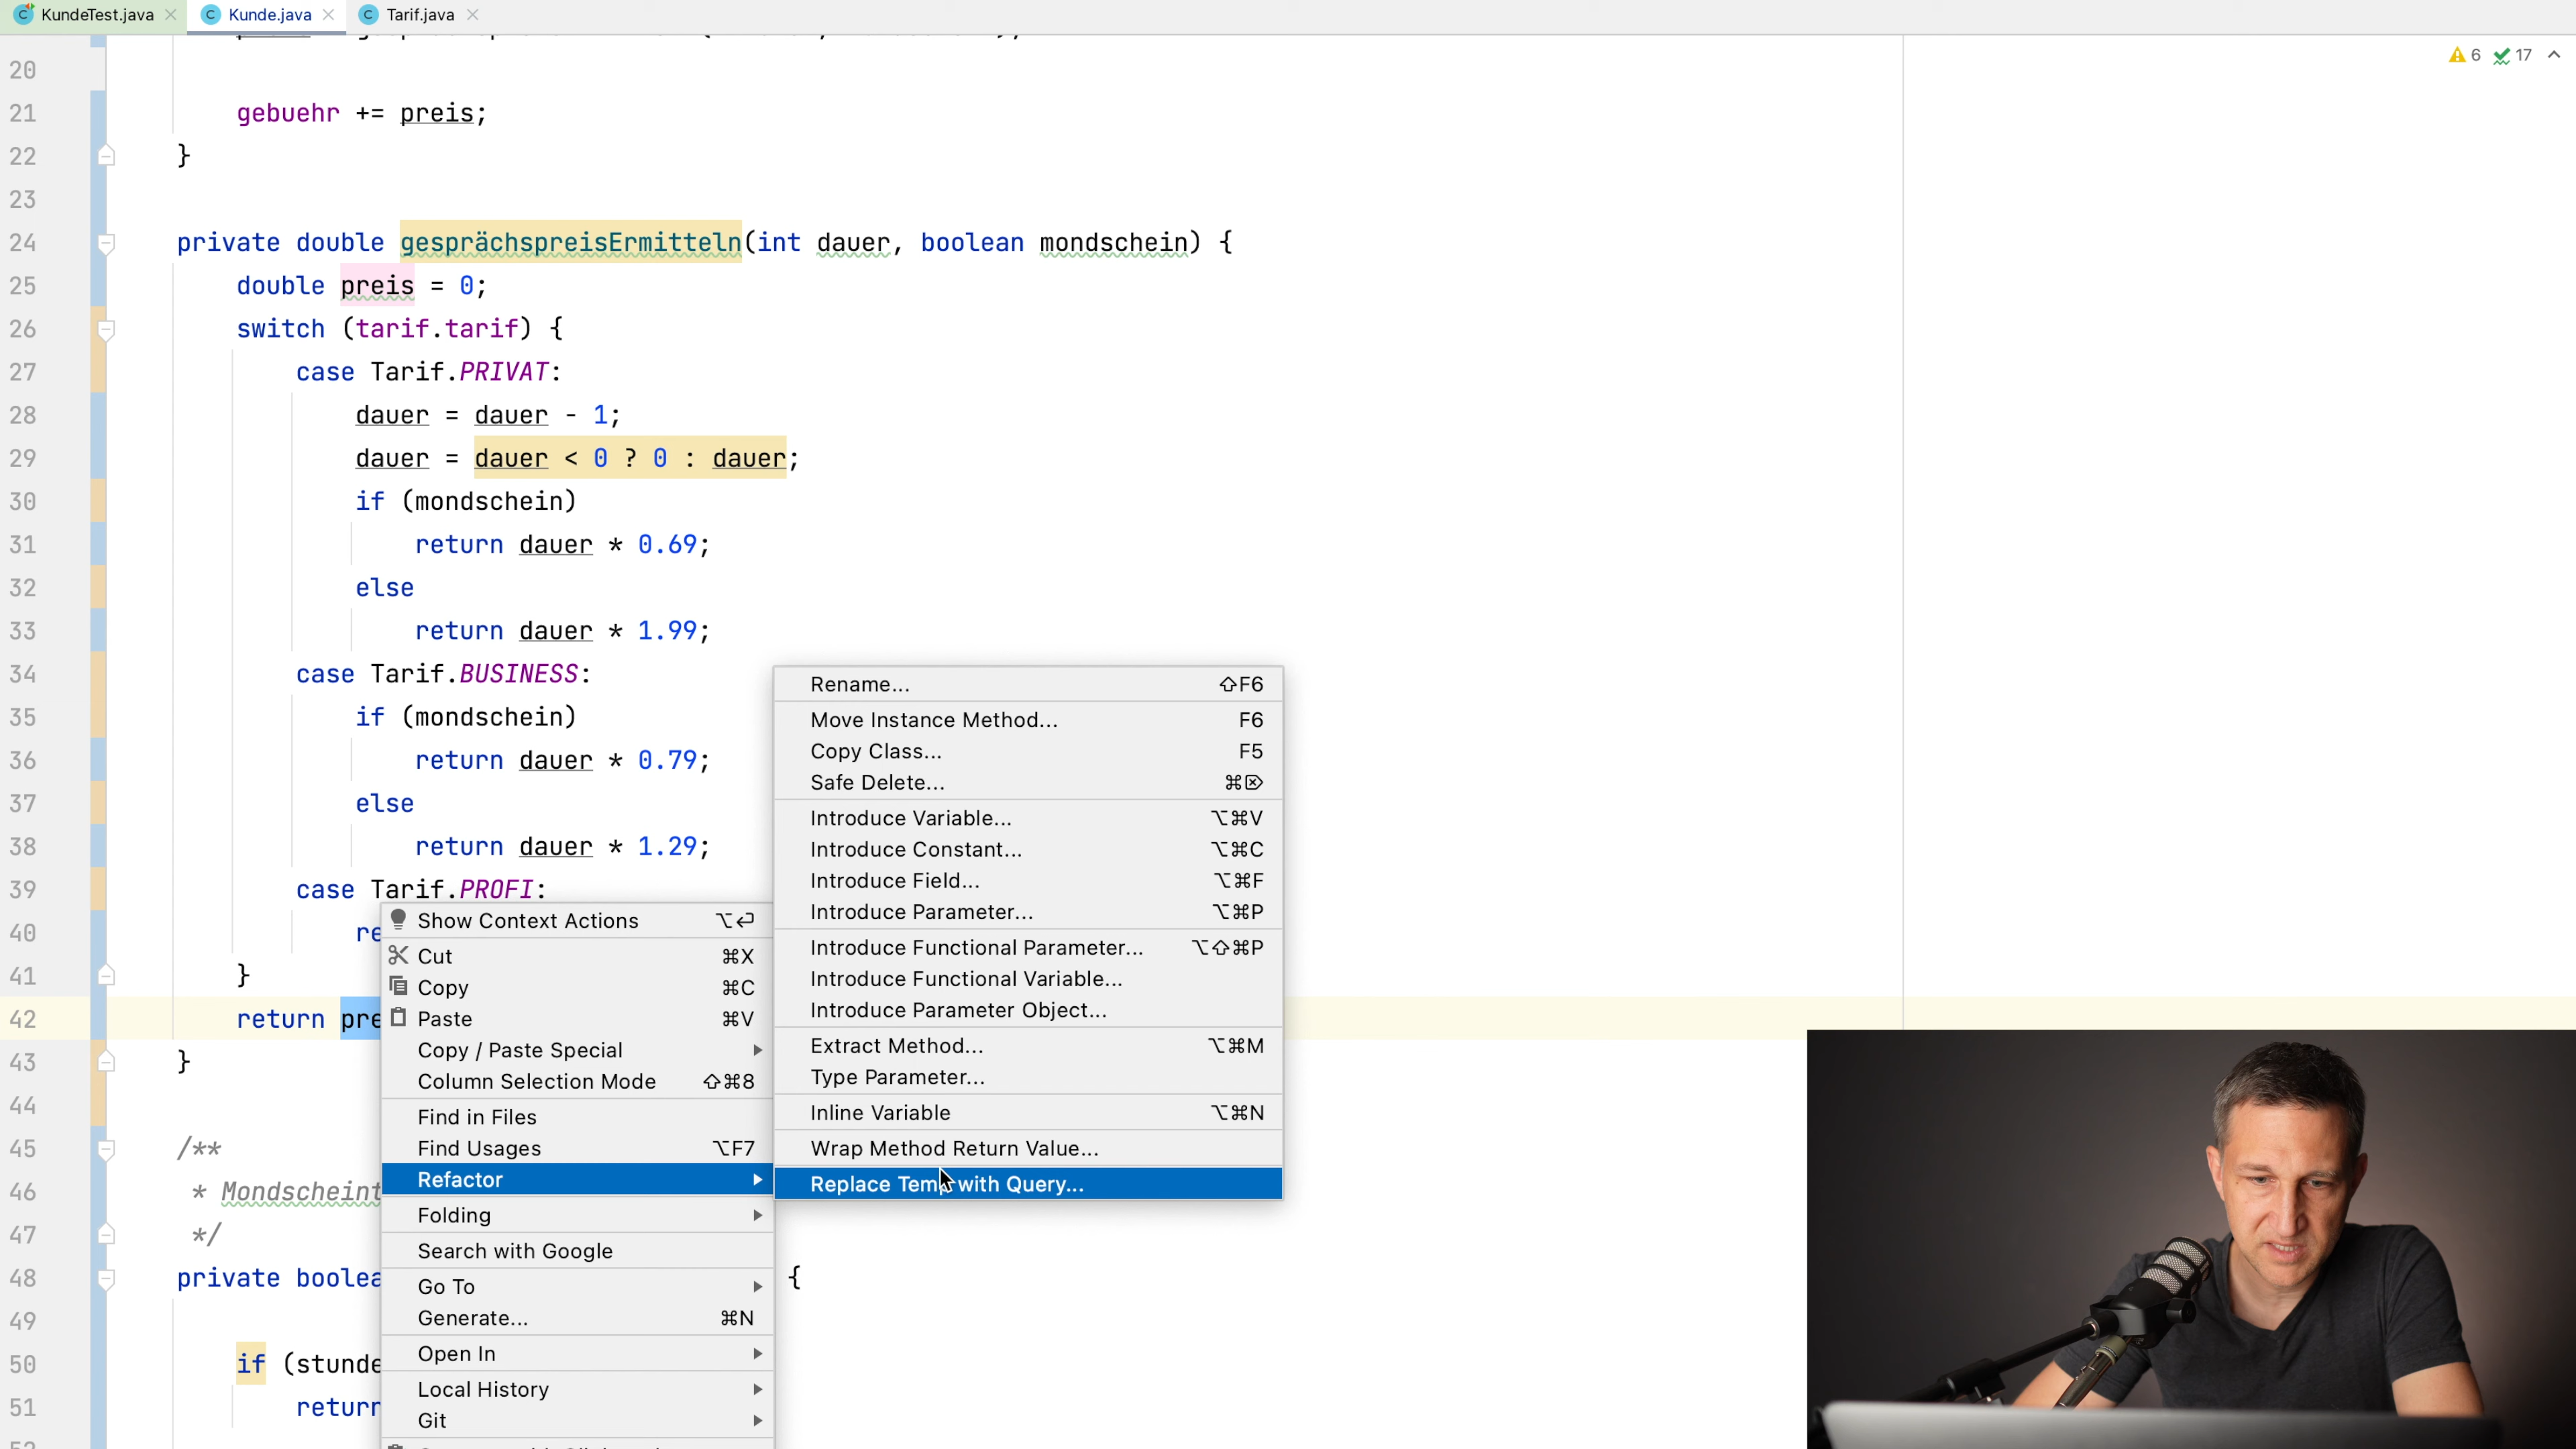 KundeTest.java Kunde.java Tarif.java
6 17
20
21 gebuehr += preis;
22 }
23
24 private double gesprächspreisErmitteln(int dauer, boolean mondschein) {
25 double preis = 0;
26 switch (tarif.tarif) {
27 case Tarif.PRIVAT:
28 dauer = dauer - 1;
29 dauer = dauer < 0 ? 0 : dauer;
30 if (mondschein)
31 return dauer * 0.69;
32 else
33 return dauer * 1.99;
34 case Tarif.BUSINESS:
35 if (mondschein)
36 return dauer * 0.79;
37 else
38 return dauer * 1.29;
39 case Tarif.PROFI:
40 re
41 }
42 return pre
43 }
44
45 /**
46 * Mondscheint
47 */
48 private boolea {
49
50 if (stunde
51 return
Show Context Actions ⌥↩
Cut ⌘X
Copy ⌘C
Paste ⌘V
Copy / Paste Special
Column Selection Mode ⇧⌘8
Find in Files
Find Usages ⌥F7
Refactor
Folding
Search with Google
Go To
Generate... ⌘N
Open In
Local History
Git
Rename... ⇧F6
Move Instance Method... F6
Copy Class... F5
Safe Delete... ⌘⌦
Introduce Variable... ⌥⌘V
Introduce Constant... ⌥⌘C
Introduce Field... ⌥⌘F
Introduce Parameter... ⌥⌘P
Introduce Functional Parameter... ⌥⇧⌘P
Introduce Functional Variable...
Introduce Parameter Object...
Extract Method... ⌥⌘M
Type Parameter...
Inline Variable ⌥⌘N
Wrap Method Return Value...
Replace Temp with Query...